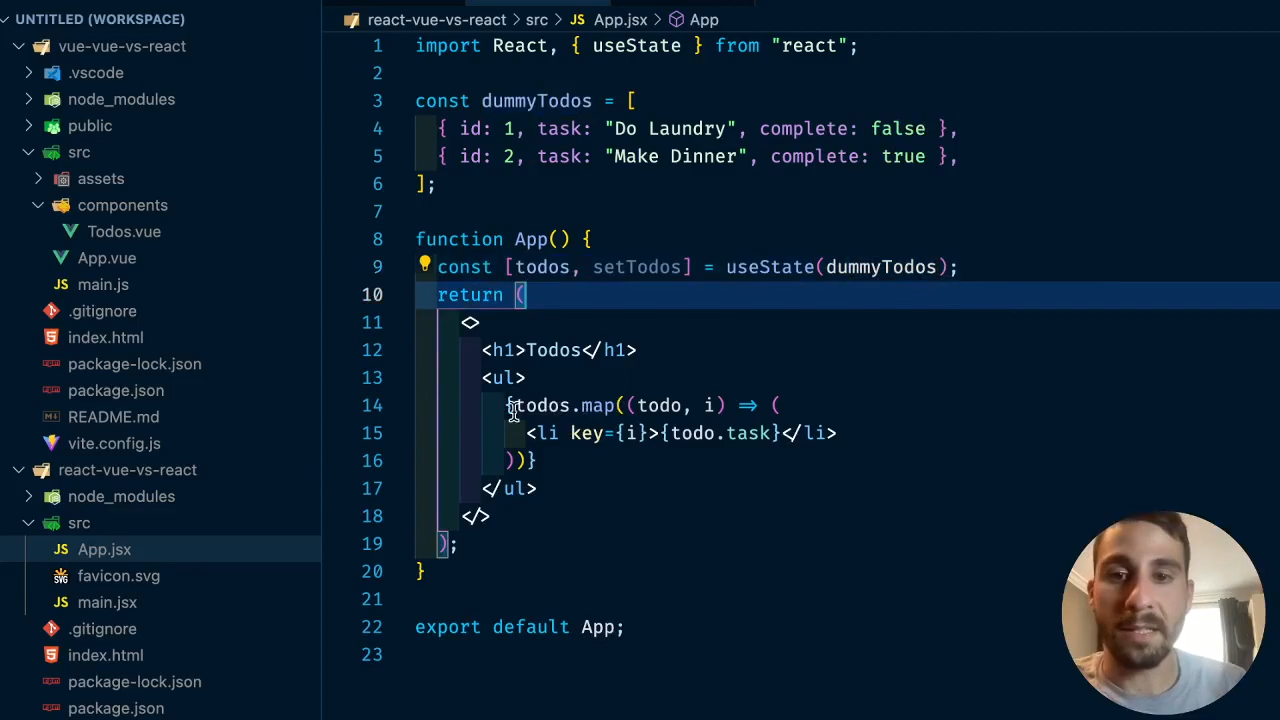 UNTITLED (WORKSPACE)
vue-vue-vs-react
.vscode
node_modules
public
src
assets
components
Todos.vue
App.vue
main.js
.gitignore
index.html
package-lock.json
package.json
README.md
vite.config.js
react-vue-vs-react
node_modules
src
JS App.jsx
SVG favicon.svg
JS main.jsx
.gitignore
index.html
package-lock.json
package.json
react-vue-vs-react > src > JS App.jsx > App
1 import React, { useState } from "react";
2
3 const dummyTodos = [
4 { id: 1, task: "Do Laundry", complete: false },
5 { id: 2, task: "Make Dinner", complete: true },
6 ];
7
8 function App() {
9 const [todos, setTodos] = useState(dummyTodos);
10 return (
11 <>
12 <h1>Todos</h1>
13 <ul>
14 {todos.map((todo, i) => (
15 <li key={i}>{todo.task}</li>
16 ))}
17 </ul>
18 </>
19 );
20 }
21
22 export default App;
23